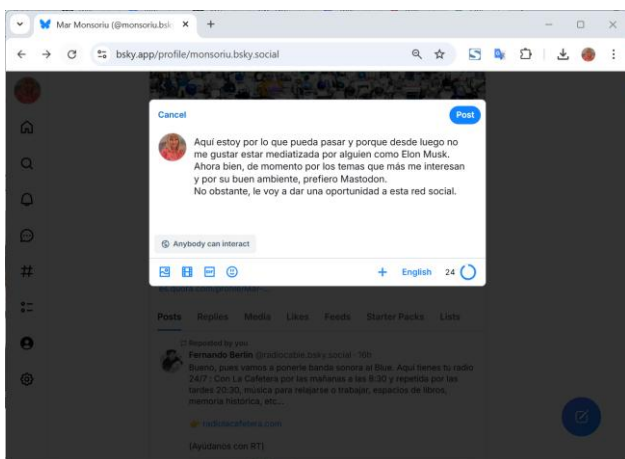 Mar Monsoriu (@monsoriu.bsk
bsky.app/profile/monsoriu.bsky.social
Cancel
Post
Aquí estoy por lo que pueda pasar y porque desde luego no
me gustar estar mediatizada por alguien como Elon Musk.
Ahora bien, de momento por los temas que más me interesan
y por su buen ambiente, prefiero Mastodon.
No obstante, le voy a dar una oportunidad a esta red social.
Anybody can interact
GIF
English
24
Posts Replies Media Likes Feeds Starter Packs Lists
Reposted by you
Fernando Berlin @radiocable.bsky.social · 16h
Bueno, pues vamos a ponerle banda sonora al Blue. Aquí tienes tu radio
24/7 : Con La Cafetera por las mañanas a las 8:30 y repetida por las
tardes 20:30, música para relajarse o trabajar, espacios de libros,
memoria histórica, etc...
radiolacafetera.com
(Ayúdanos con RT)